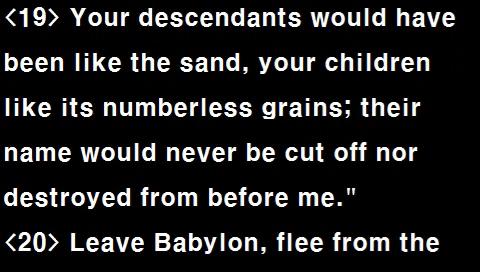 <19> Your descendants would have
been like the sand, your children
like its numberless grains; their
name would never be cut off nor
destroyed from before me."
<20> Leave Babylon, flee from the